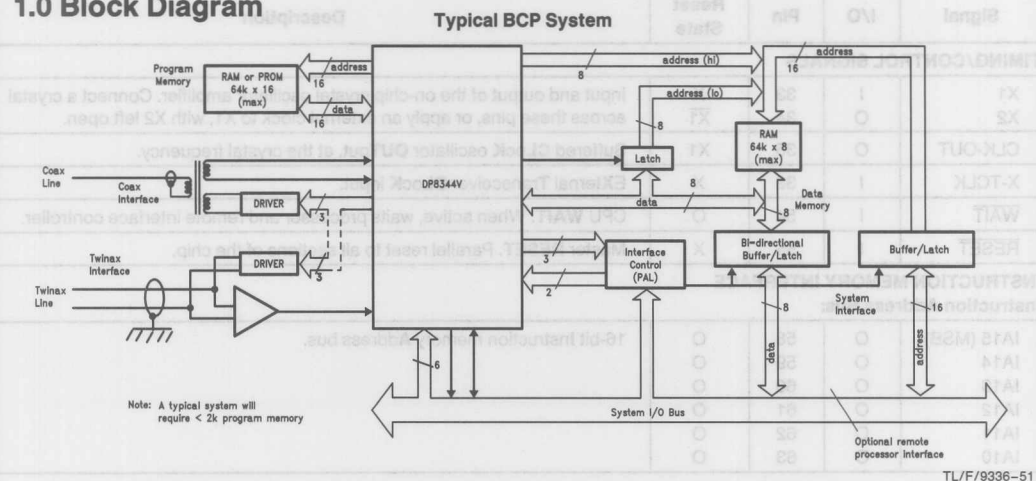 1.0 Block Diagram
Typical BCP System
Program
Memory
RAM or PROM
64k x 16
(max)
address
16
data
16
8
address (hi)
address (lo)
8
address
16
RAM
64k x 8
(max)
Latch
DP8344V
data
8
Data
Memory
8
Coax
Line
Coax
Interface
DRIVER
3
Twinax
Interface
DRIVER
3
Twinax
Line
3
2
Interface
Control
(PAL)
Bi-directional
Buffer/Latch
Buffer/Latch
System
Interface
8
16
data
address
6
Note: A typical system will
require < 2k program memory
System I/O Bus
Optional remote
processor interface
TL/F/9336-51